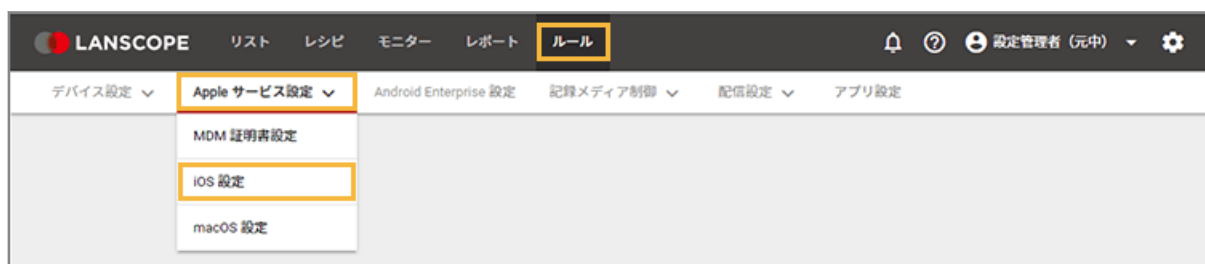 LANSCOPE リスト レシピ モニター レポート ルール 設定管理者（元中）
デバイス設定 Apple サービス設定 Android Enterprise 設定 記録メディア制御 配信設定 アプリ設定
MDM 証明書設定
iOS 設定
macOS 設定